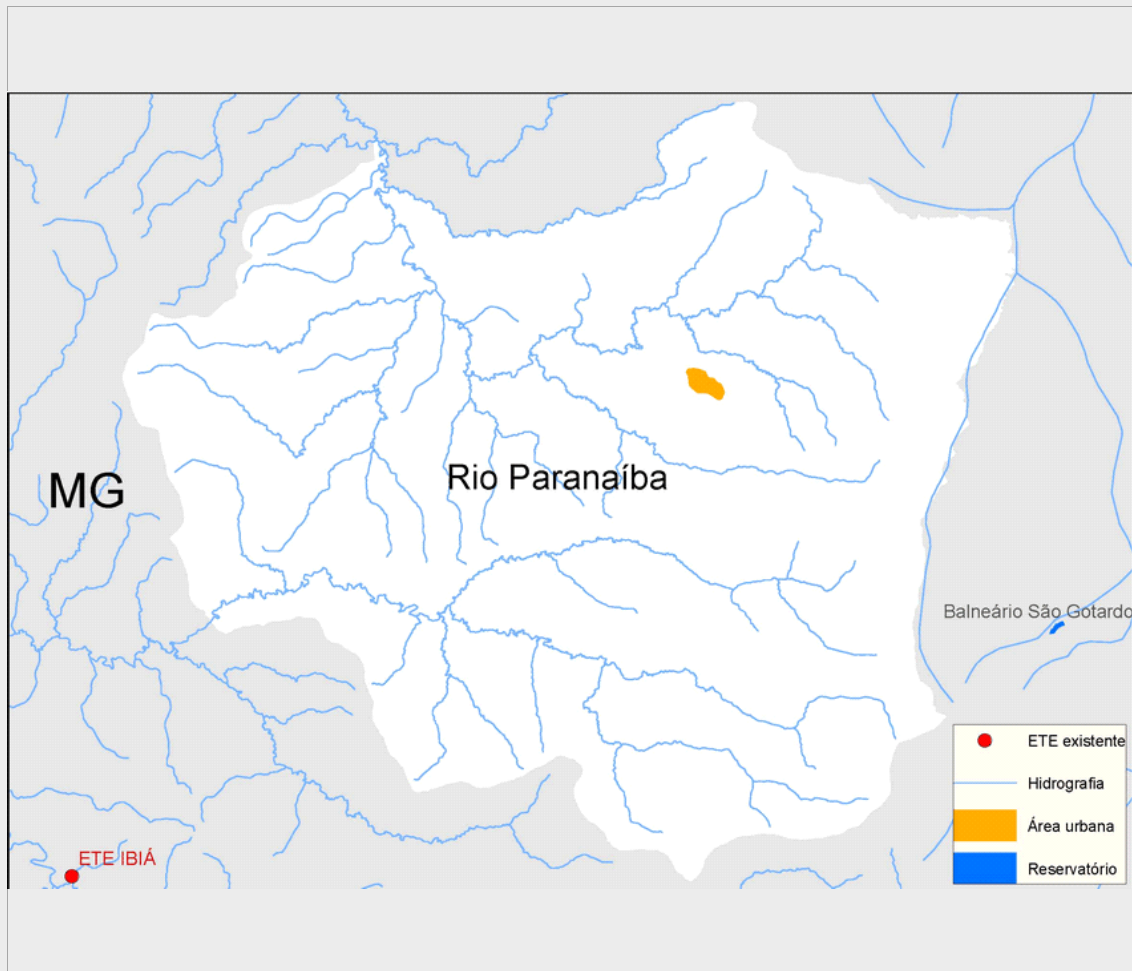 MG
Rio Paranaíba
Balneário São Gotardo
ETE IBIÁ
ETE existente
Hidrografia
Área urbana
Reservatório